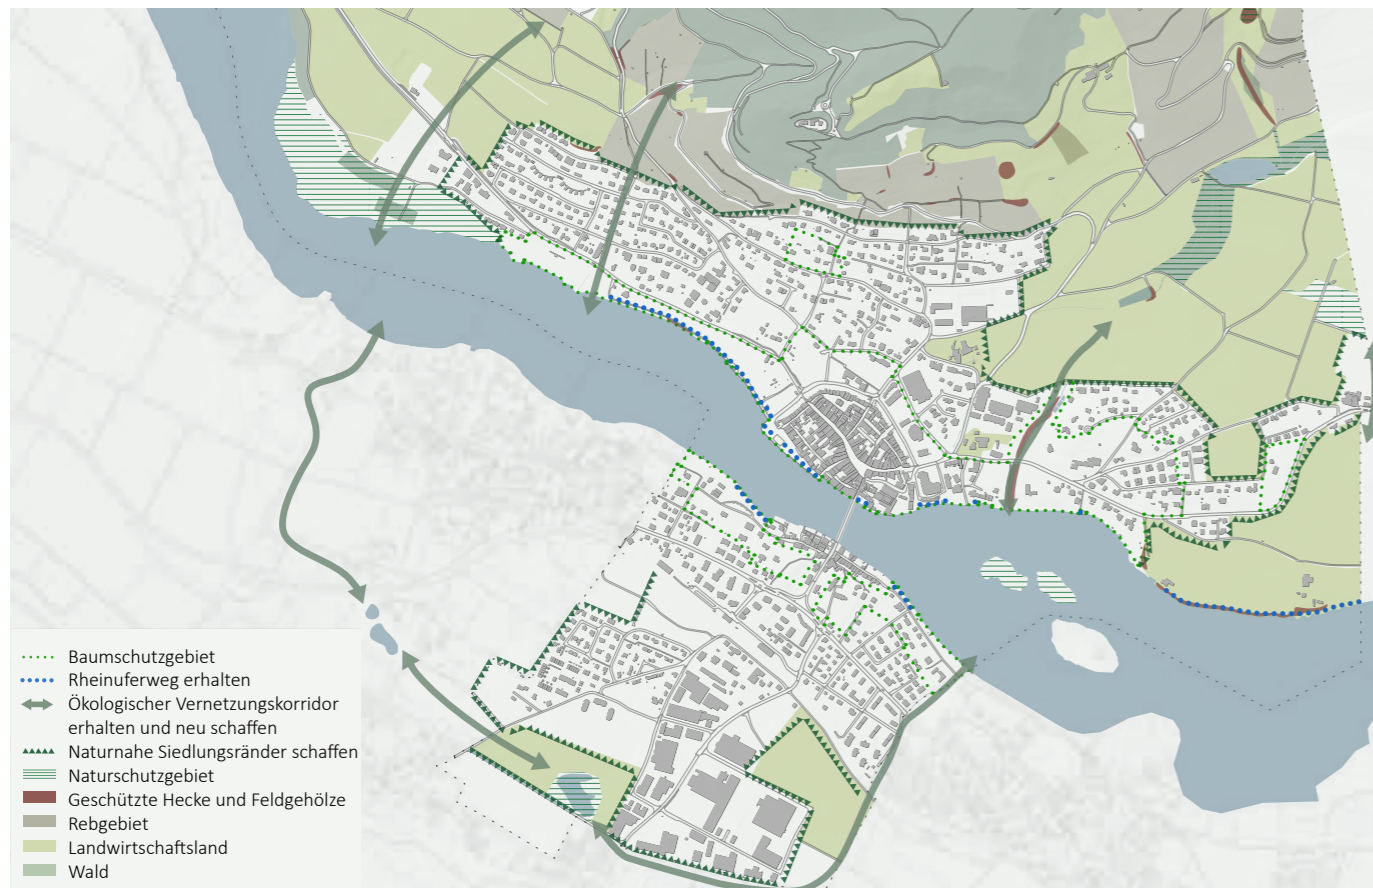 Baumschutzgebiet
Rheinuferweg erhalten
Ökologischer Vernetzungskorridor
erhalten und neu schaffen
Naturnahe Siedlungsränder schaffen
Naturschutzgebiet
Geschützte Hecke und Feldgehölze
Rebgebiet
Landwirtschaftsland
Wald